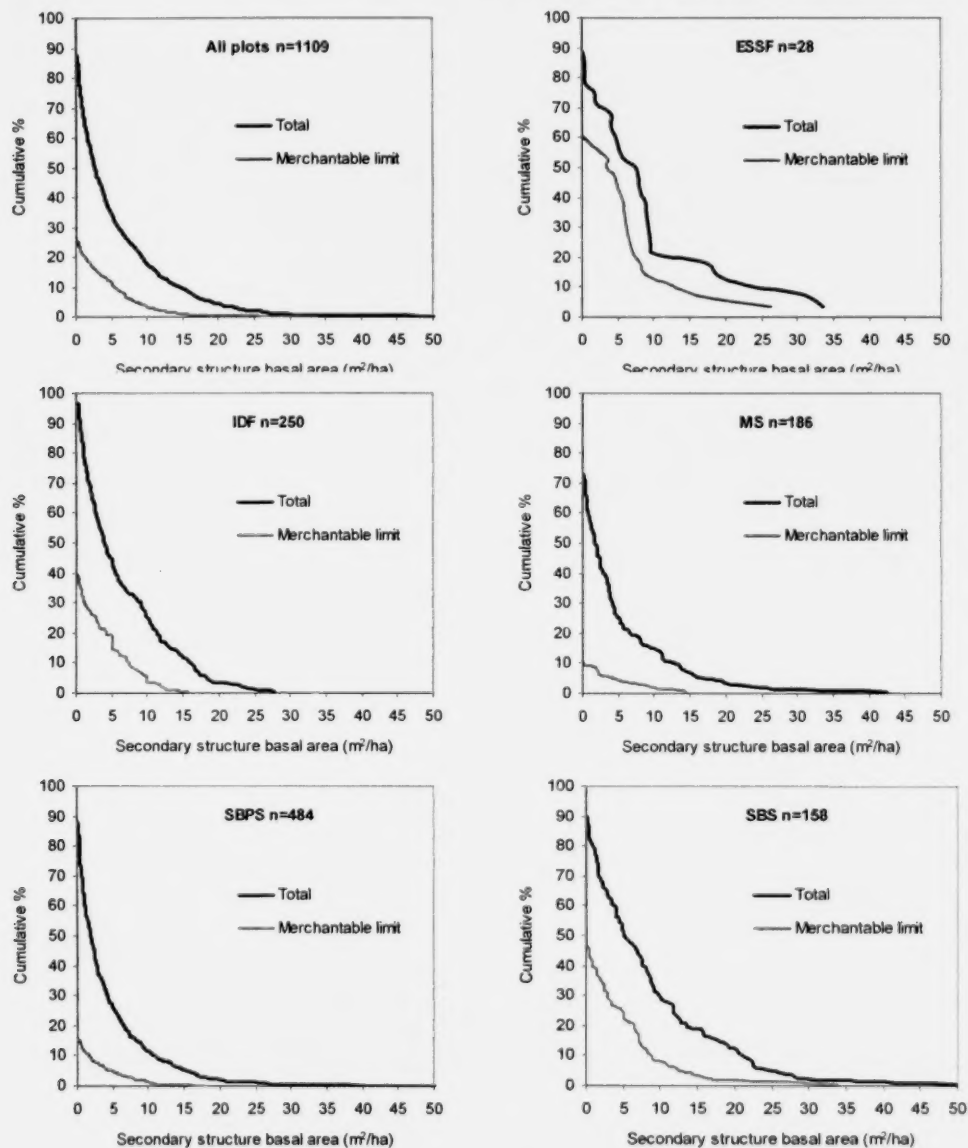 All plots n=1109
Total
Merchantable limit
Cumulative %
100
90
80
70
60
50
40
30
20
10
0
0 5 10 15 20 25 30 35 40 45 50
Secondary structure basal area (m²/ha)
ESSF n=28
Total
Merchantable limit
Cumulative %
100
90
80
70
60
50
40
30
20
10
0
0 5 10 15 20 25 30 35 40 45 50
Secondary structure basal area (m²/ha)
IDF n=250
Total
Merchantable limit
Cumulative %
100
90
80
70
60
50
40
30
20
10
0
0 5 10 15 20 25 30 35 40 45 50
Secondary structure basal area (m²/ha)
MS n=186
Total
Merchantable limit
Cumulative %
100
90
80
70
60
50
40
30
20
10
0
0 5 10 15 20 25 30 35 40 45 50
Secondary structure basal area (m²/ha)
SBPS n=484
Total
Merchantable limit
Cumulative %
100
90
80
70
60
50
40
30
20
10
0
0 5 10 15 20 25 30 35 40 45 50
Secondary structure basal area (m²/ha)
SBS n=158
Total
Merchantable limit
Cumulative %
100
90
80
70
60
50
40
30
20
10
0
0 5 10 15 20 25 30 35 40 45 50
Secondary structure basal area (m²/ha)